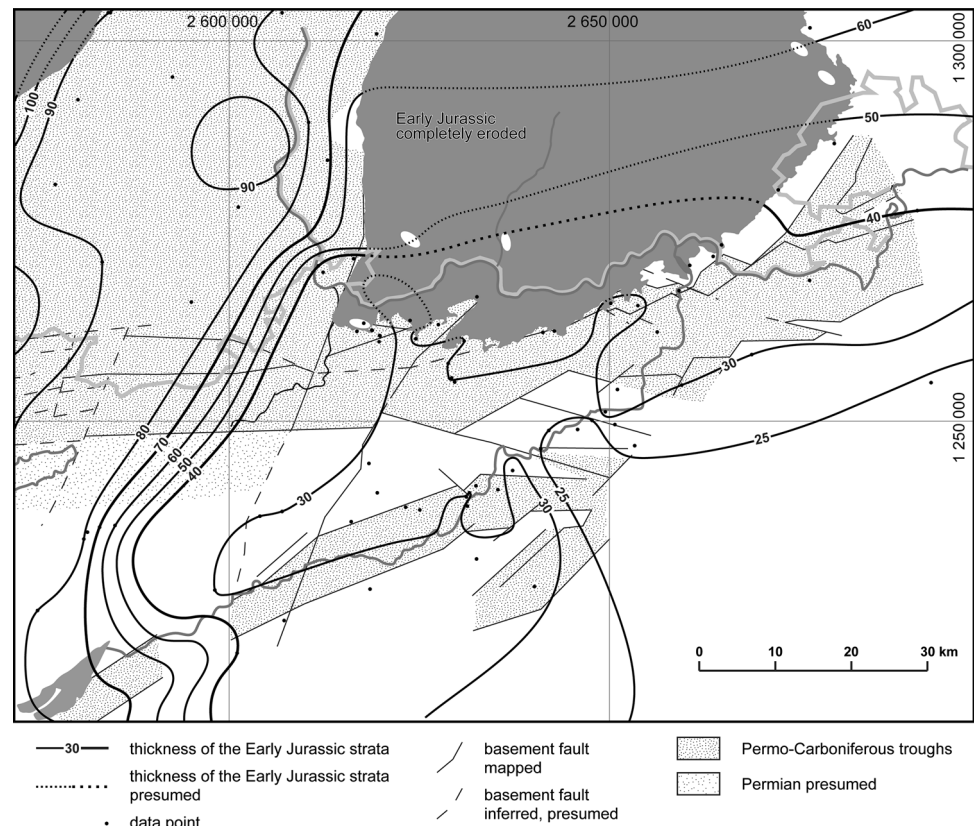 2 600 000
2 650 000
60
1 300 000
100
90
Early Jurassic
completely eroded
50
90
40
30
80
70
60
50
40
25
1 250 000
30
30
25
0 10 20 30 km
30 thickness of the Early Jurassic strata
thickness of the Early Jurassic strata
presumed
data point
basement fault
mapped
basement fault
inferred, presumed
Permo-Carboniferous troughs
Permian presumed